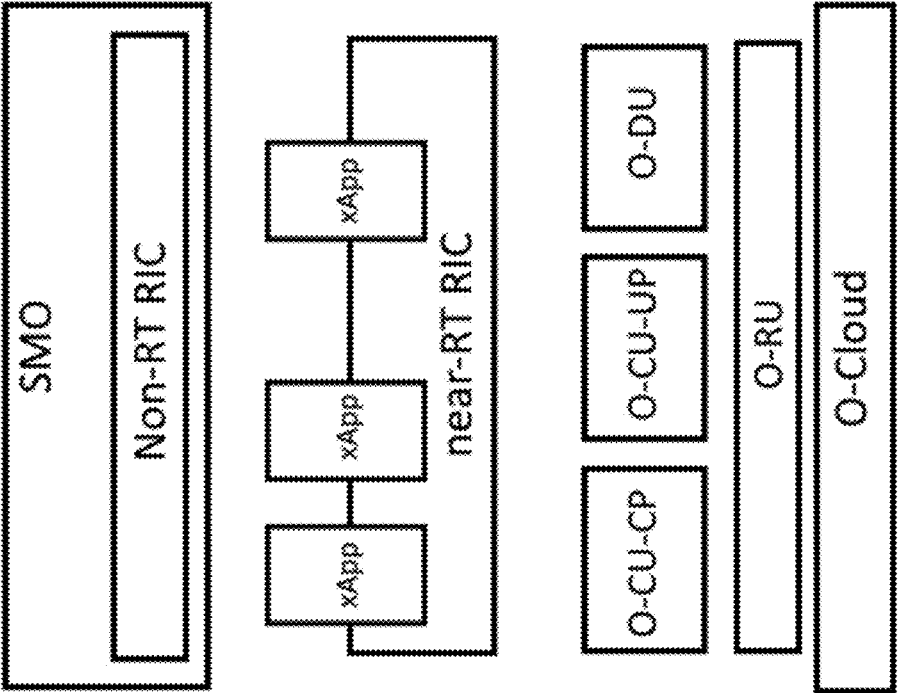 SMO
Non-RT RIC
xApp
xApp
xApp
near-RT RIC
O-CU-CP
O-CU-UP
O-DU
O-RU
O-Cloud